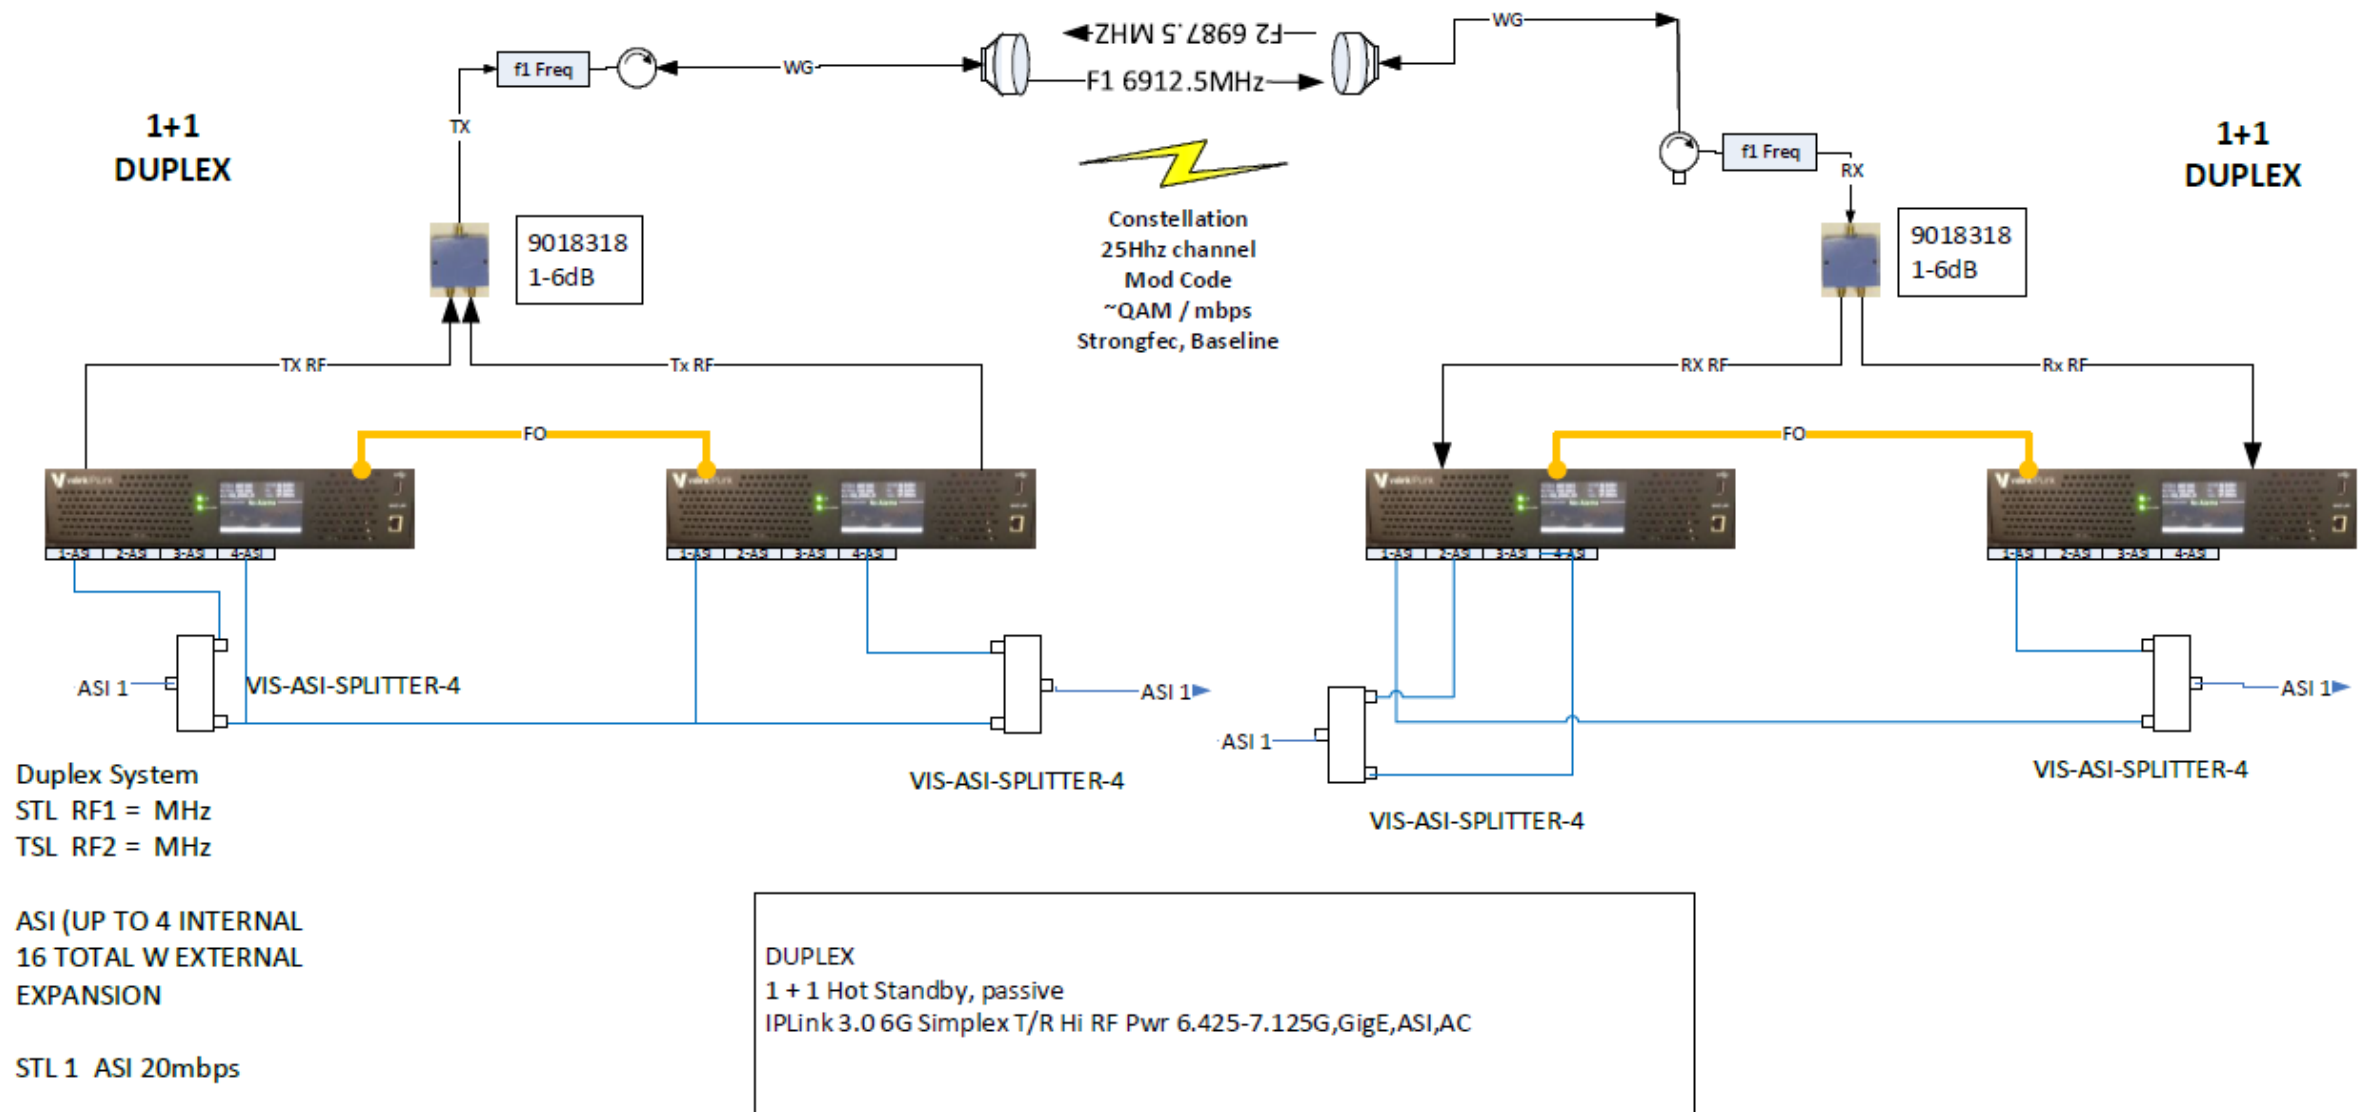 WG
F2 6987.5 MHZ
F1 6912.5MHz
WG
f1 Freq
TX
1+1
DUPLEX
f1 Freq
RX
1+1
DUPLEX
Constellation
25Hhz channel
Mod Code
~QAM / mbps
Strongfec, Baseline
9018318
1-6dB
9018318
1-6dB
TX RF
Tx RF
RX RF
Rx RF
FO
FO
1-ASI 2-ASI 3-ASI 4-ASI
1-ASI 2-ASI 3-ASI 4-ASI
1-ASI 2-ASI 3-ASI 4-ASI
1-ASI 2-ASI 3-ASI 4-ASI
ASI 1
VIS-ASI-SPLITTER-4
ASI 1
VIS-ASI-SPLITTER-4
ASI 1
VIS-ASI-SPLITTER-4
ASI 1
VIS-ASI-SPLITTER-4
Duplex System
STL RF1 = MHz
TSL RF2 = MHz
ASI (UP TO 4 INTERNAL
16 TOTAL W EXTERNAL
EXPANSION
STL 1 ASI 20mbps
DUPLEX
1 + 1 Hot Standby, passive
IPLink 3.0 6G Simplex T/R Hi RF Pwr 6.425-7.125G,GigE,ASI,AC